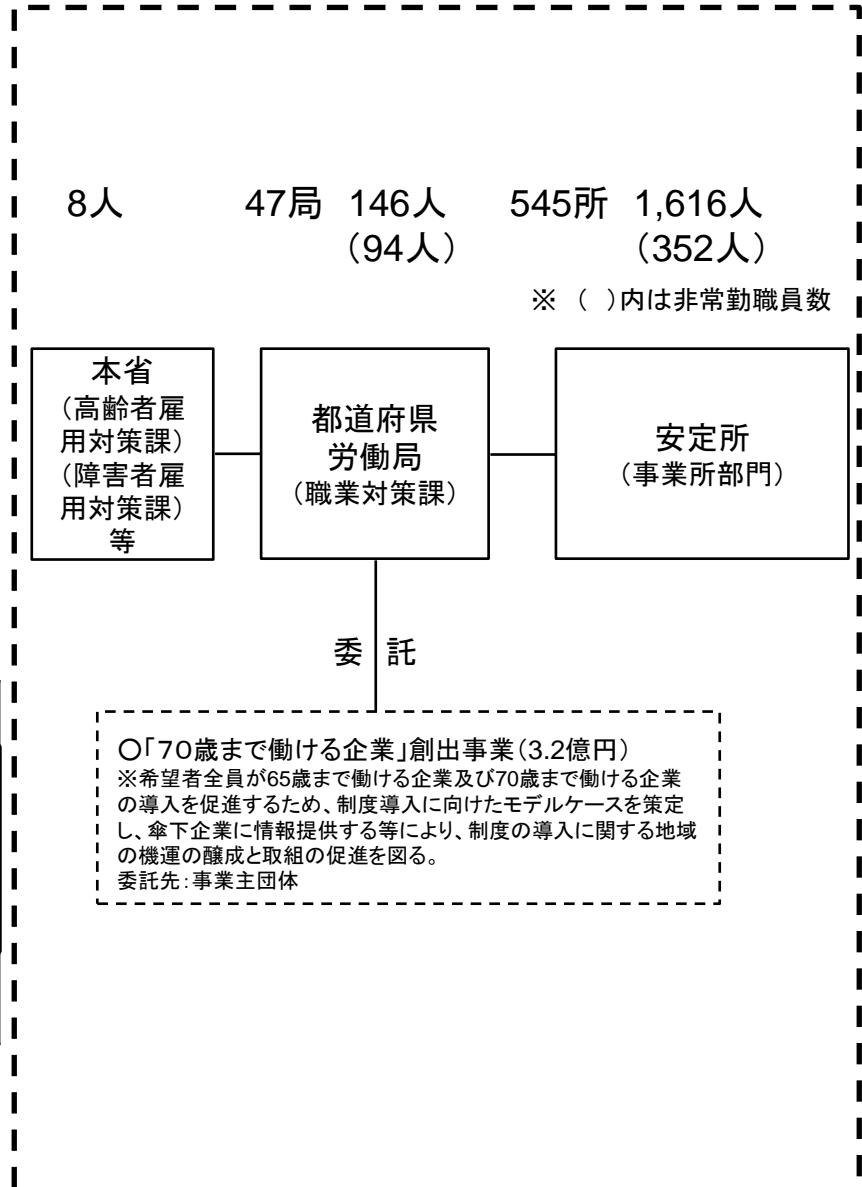 8人 47局 146人 545所 1,616人
(94人) (352人)
※ ( )内は非常勤職員数
本省
(高齢者雇
用対策課)
(障害者雇
用対策課)
等
都道府県
労働局
(職業対策課)
安定所
(事業所部門)
委 託
○「70歳まで働ける企業」創出事業(3.2億円)
※希望者全員が65歳まで働ける企業及び70歳まで働ける企業
の導入を促進するため、制度導入に向けたモデルケースを策定
し、傘下企業に情報提供する等により、制度の導入に関する地域
の機運の醸成と取組の促進を図る。
委託先:事業主団体